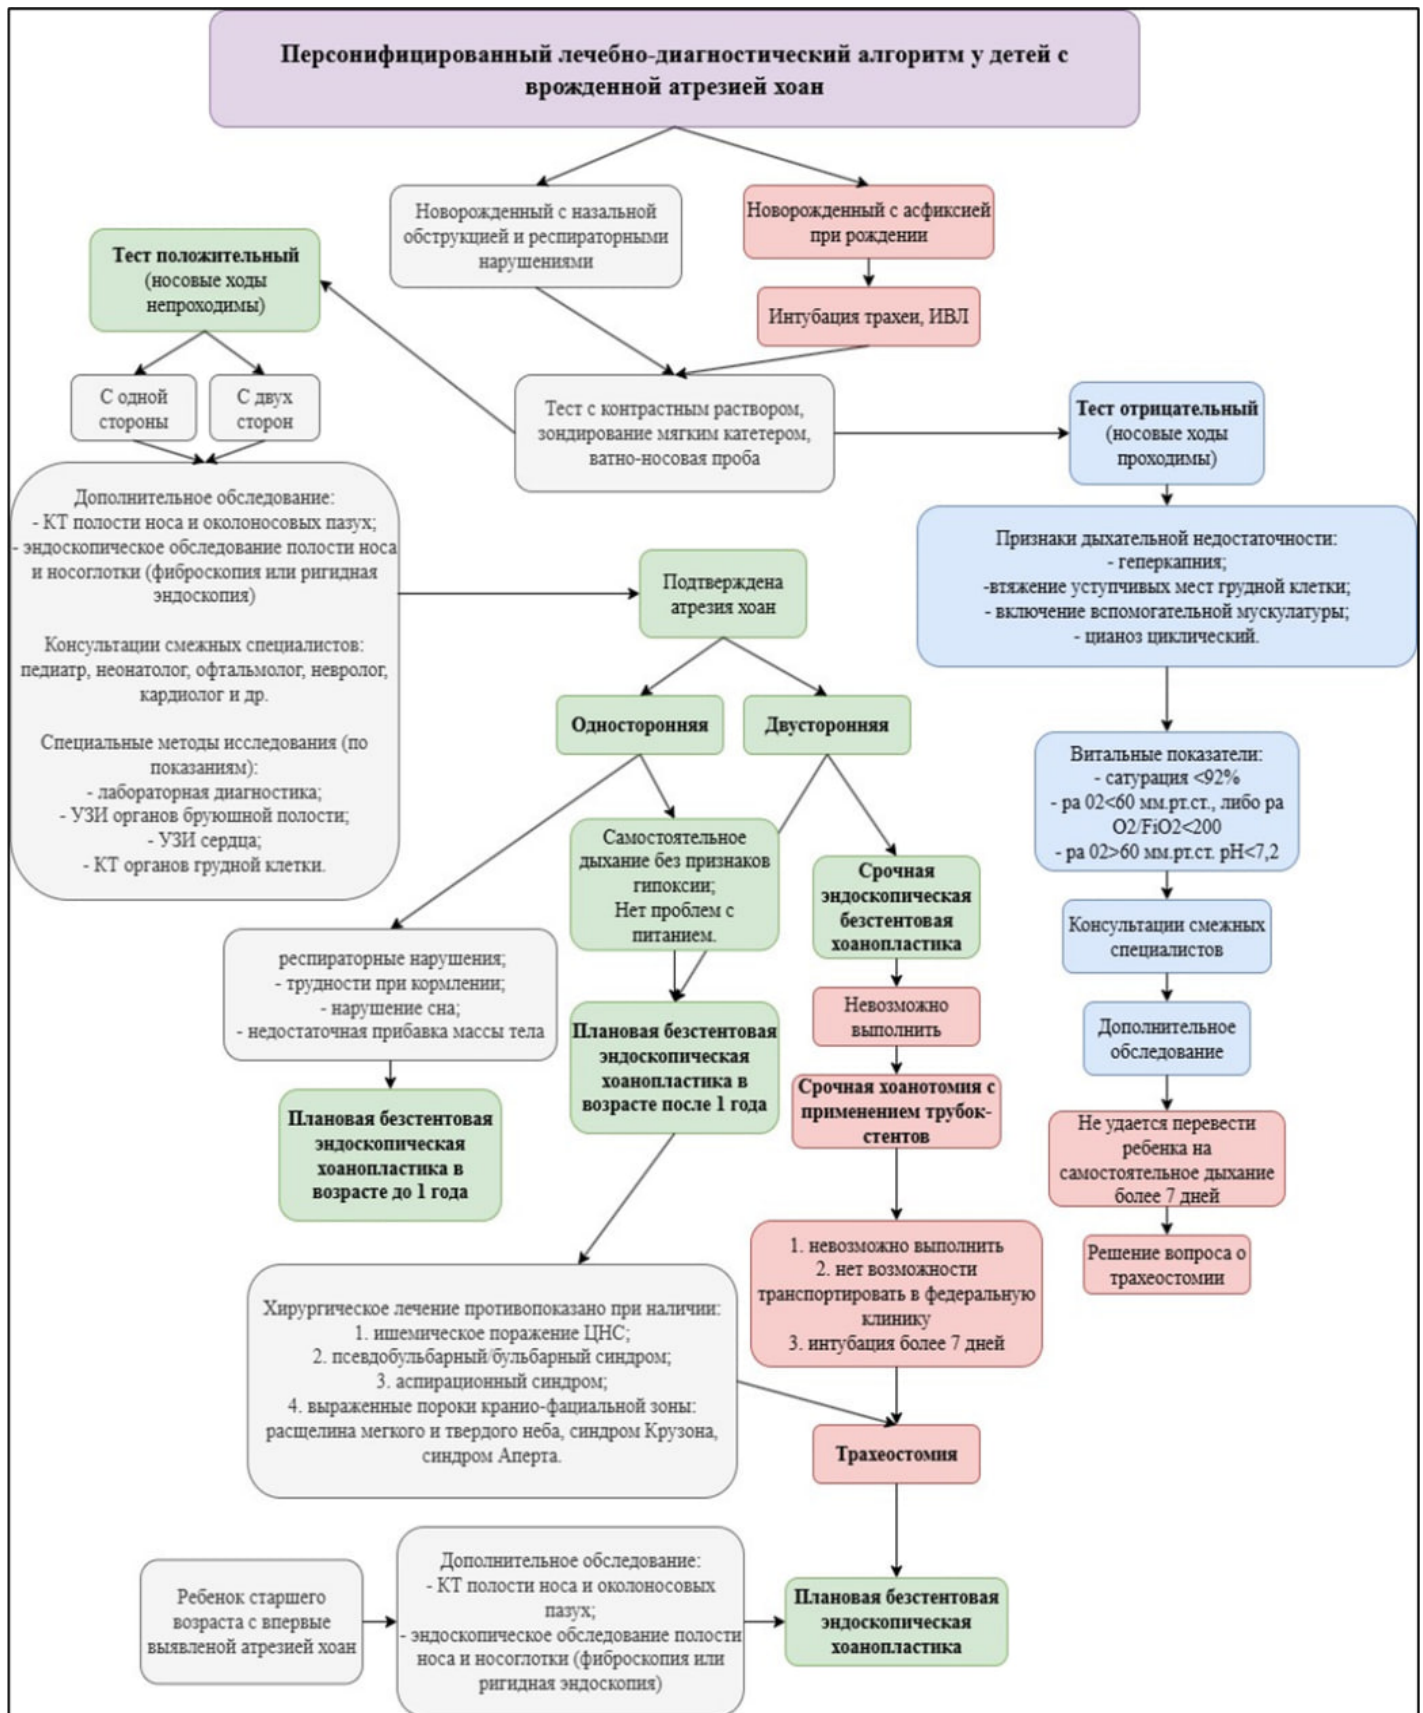 Персонифицированный лечебно-диагностический алгоритм у детей с
врожденной атрезией хоан
Новорожденный с назальной
обструкцией и респираторными
нарушениями
Новорожденный с асфиксией
при рождении
Интубация трахеи, ИВЛ
Тест положительный
(носовые ходы
непроходимы)
С одной
стороны
С двух
сторон
Тест с контрастным раствором,
зондирование мягким катетером,
ватно-носовая проба
Тест отрицательный
(носовые ходы
проходимы)
Дополнительное обследование:
- КТ полости носа и околоносовых пазух;
- эндоскопическое обследование полости носа
и носоглотки (фиброскопия или ригидная
эндоскопия)
Консультации смежных специалистов:
педиатр, неонатолог, офтальмолог, невролог,
кардиолог и др.
Специальные методы исследования (по
показаниям):
- лабораторная диагностика;
- УЗИ органов бруюшной полости;
- УЗИ сердца;
- КТ органов грудной клетки.
Признаки дыхательной недостаточности:
- геперкапния;
-втяжение уступчивых мест грудной клетки;
- включение вспомогательной мускулатуры;
- цианоз циклический.
Подтверждена
атрезия хоан
Односторонняя
Двусторонняя
Витальные показатели:
- сатурация <92%
- ра 02<60 мм.рт.ст., либо ра
O2/FiO2<200
- ра 02>60 мм.рт.ст. pH<7,2
Самостоятельное
дыхание без признаков
гипоксии;
Нет проблем с
питанием.
Срочная
эндоскопическая
безстентовая
хоанопластика
Консультации смежных
специалистов
респираторные нарушения;
- трудности при кормлении;
- нарушение сна;
- недостаточная прибавка массы тела
Невозможно
выполнить
Плановая безстентовая
эндоскопическая
хоанопластика в
возрасте после 1 года
Дополнительное
обследование
Срочная хоанотомия с
применением трубок-
стентов
Плановая безстентовая
эндоскопическая
хоанопластика в
возрасте до 1 года
Не удается перевести
ребенка на
самостоятельное дыхание
более 7 дней
Решение вопроса о
трахеостомии
1. невозможно выполнить
2. нет возможности
транспортировать в федеральную
клинику
3. интубация более 7 дней
Хирургическое лечение противопоказано при наличии:
1. ишемическое поражение ЦНС;
2. псевдобульбарный/бульбарный синдром;
3. аспирационный синдром;
4. выраженные пороки кранио-фациальной зоны:
расщелина мегкого и твердого неба, синдром Крузона,
синдром Аперта.
Трахеостомия
Ребенок старшего
возраста с впервые
выявленой атрезией хоан
Дополнительное обследование:
- КТ полости носа и околоносовых
пазух;
- эндоскопическое обследование полости
носа и носоглотки (фиброскопия или
ригидная эндоскопия)
Плановая безстентовая
эндоскопическая
хоанопластика